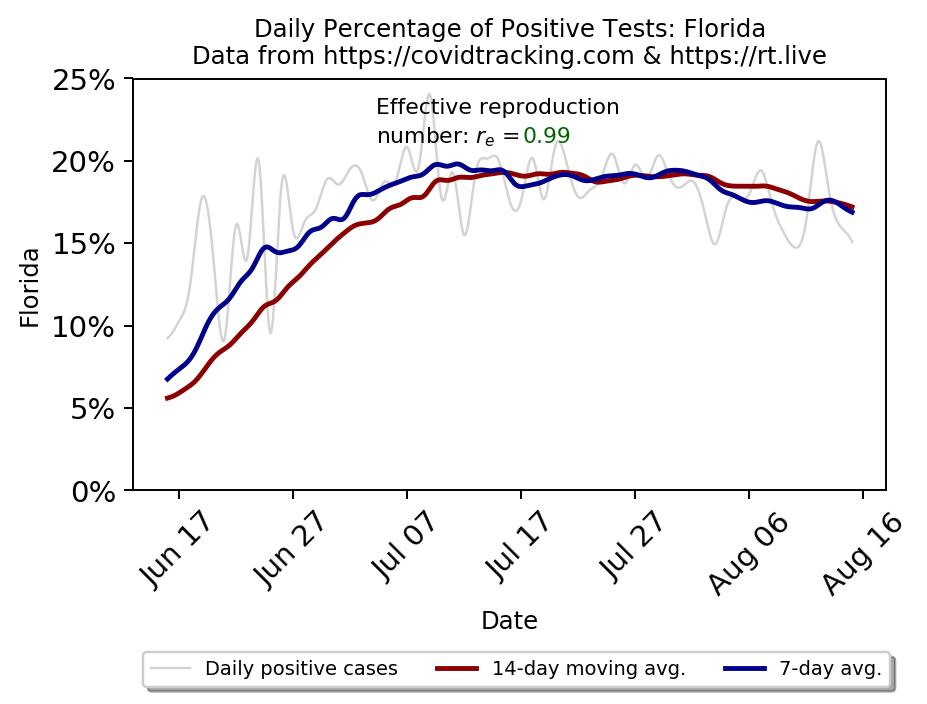 Daily Percentage of Positive Tests: Florida
Data from https://covidtracking.com & https://rt.live
25%
Effective reproduction
number: rₑ =0.99
20%
15%
10%
5%
0%
Florida
Jun 17
Jun 27
Jul 07
Jul 17
Jul 27
Aug 06
Aug 16
Date
Daily positive cases
14-day moving avg.
7-day avg.